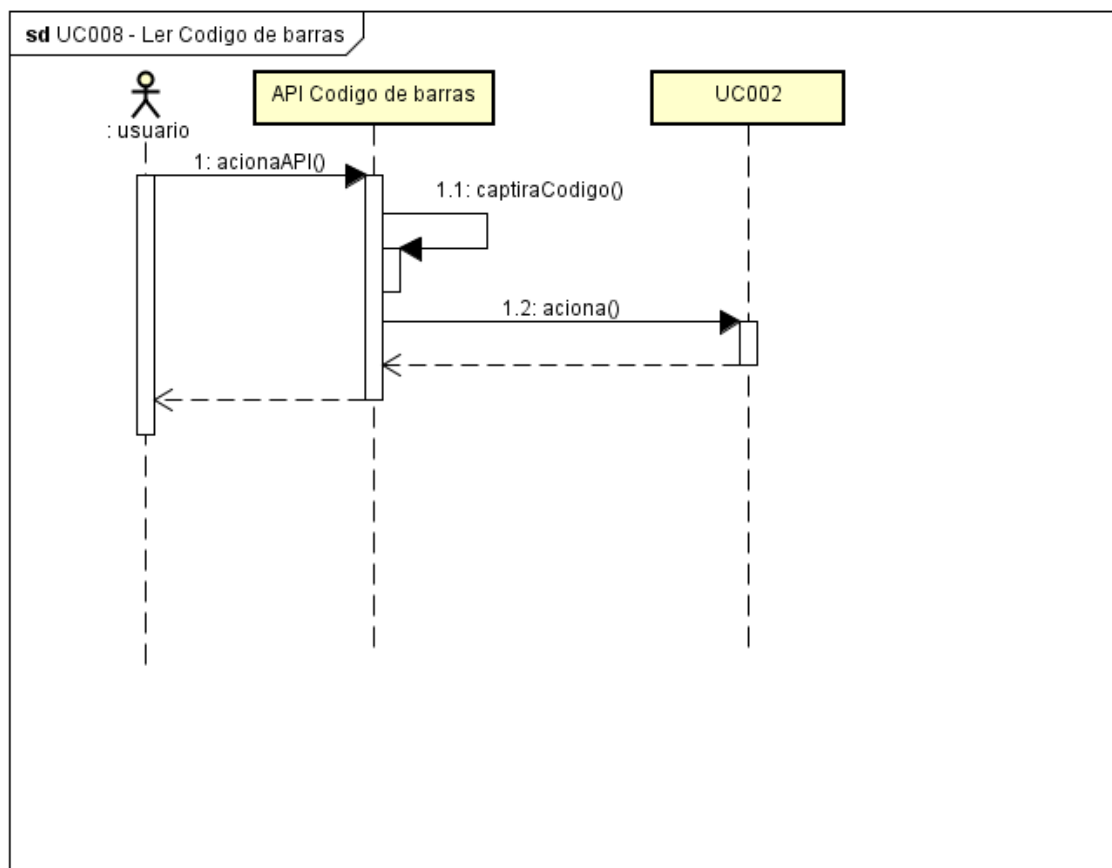 sd UC008 - Ler Codigo de barras
: usuario
API Codigo de barras
UC002
1: acionaAPI()
1.1: captiraCodigo()
1.2: aciona()